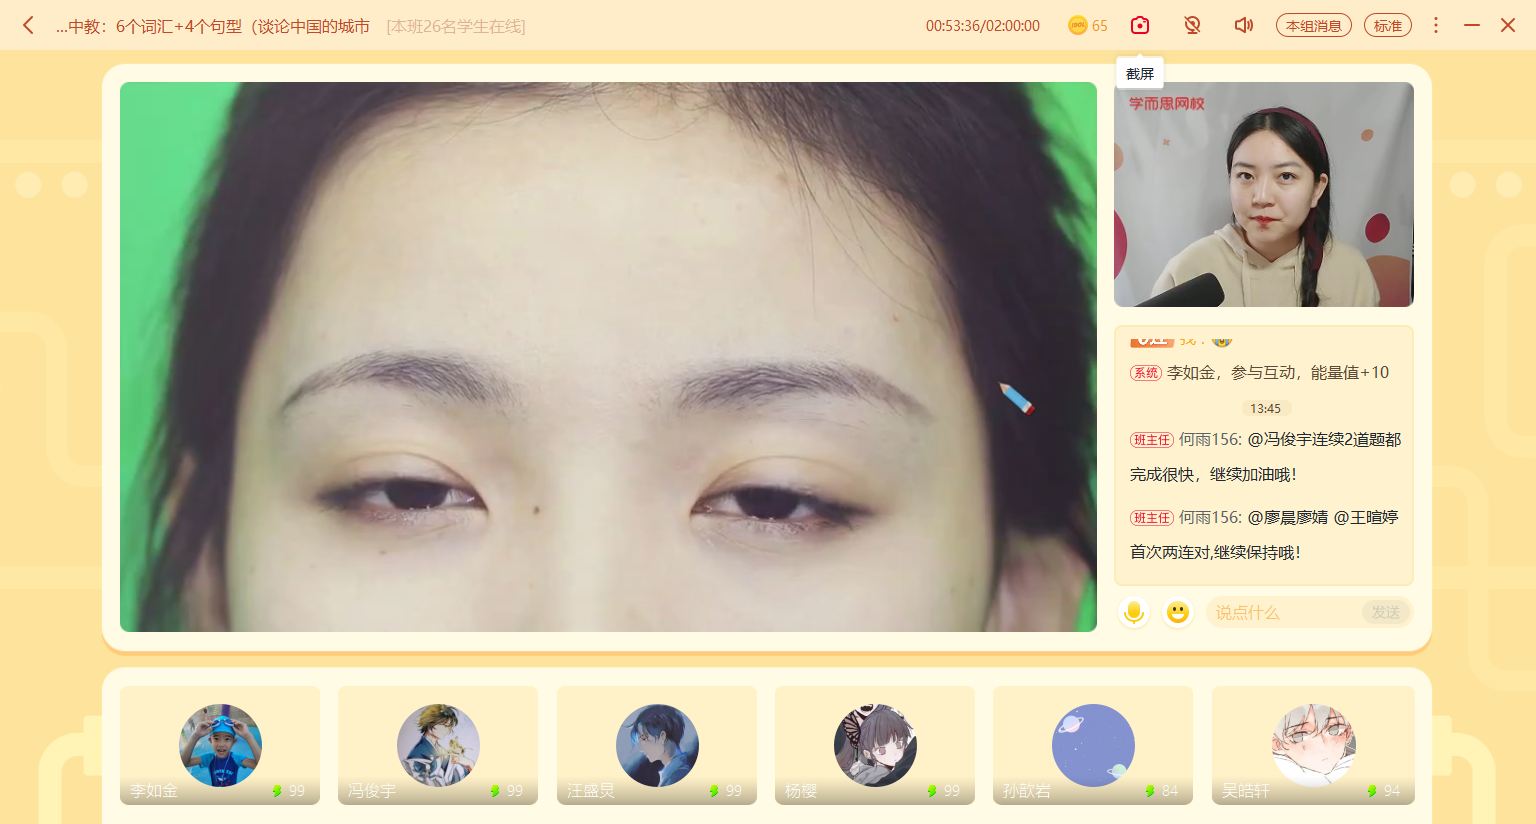 ...中教：6个词汇+4个句型（谈论中国的城市 [本班26名学生在线] 00:53:36/02:00:00 65 本组消息 标准
截屏
学而思网校
系统 李如金，参与互动，能量值+10
13:45
班主任 何雨156: @冯俊宇连续2道题都
完成很快，继续加油哦！
班主任 何雨156: @廖晨廖婧 @王暄婷
首次两连对,继续保持哦！
说点什么 发送
李如金 99 冯俊宇 99 汪盛炅 99 杨樱 99 孙歆岩 84 吴皓轩 94